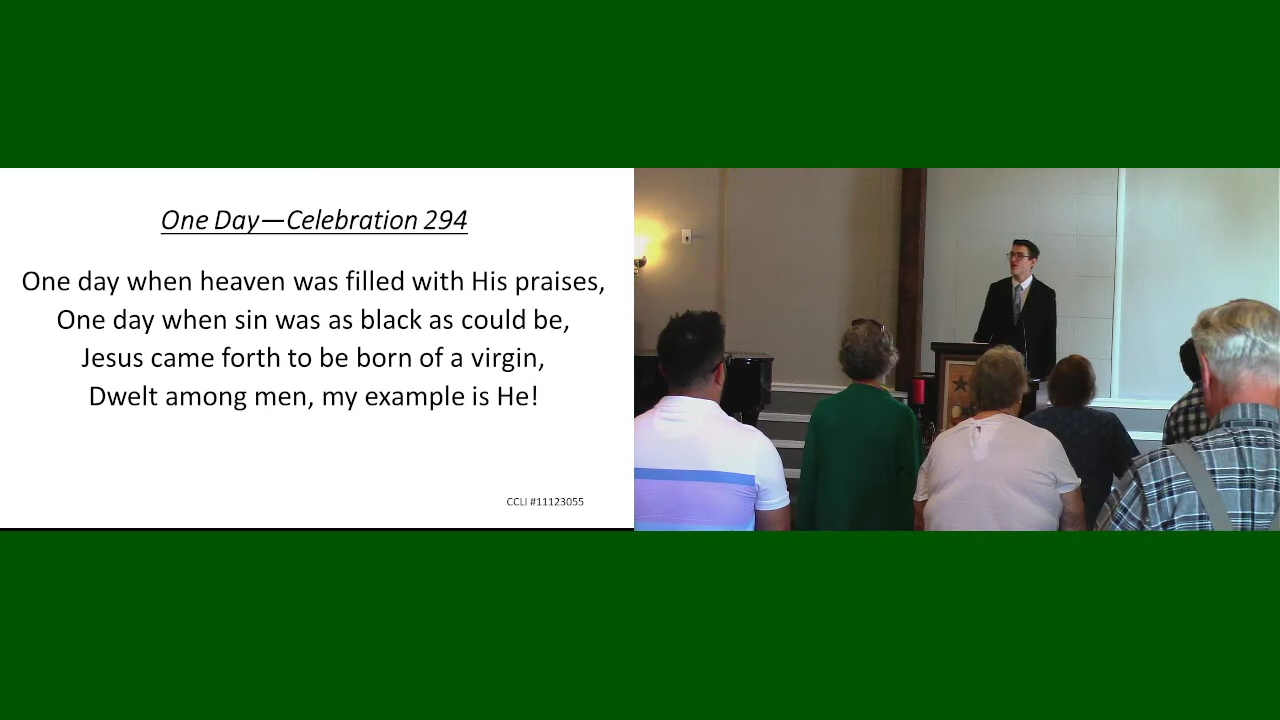 One Day—Celebration 294
One day when heaven was filled with His praises,
One day when sin was as black as could be,
Jesus came forth to be born of a virgin,
Dwelt among men, my example is He!
CCLI #11123055